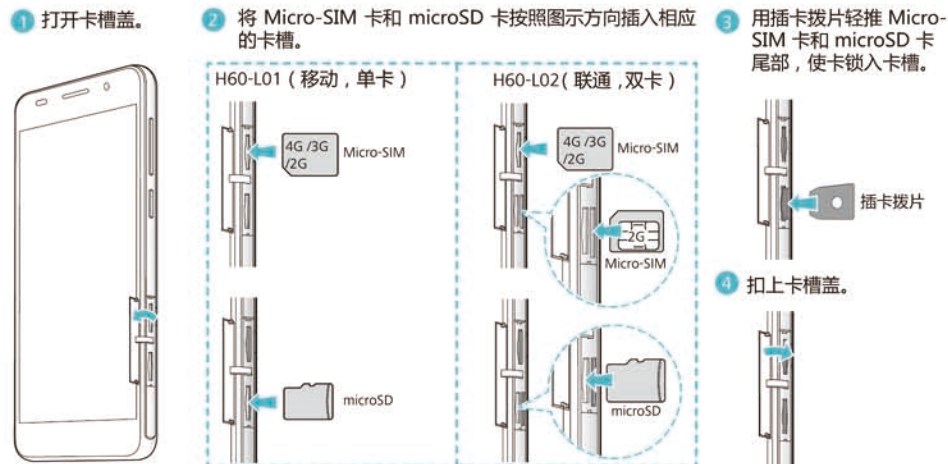 1 打开卡槽盖。
2 将 Micro-SIM 卡和 microSD 卡按照图示方向插入相应
的卡槽。
H60-L01（移动，单卡）
4G /3G
/2G
Micro-SIM
microSD
H60-L02（联通，双卡）
4G /3G
/2G
Micro-SIM
2G
Micro-SIM
microSD
3 用插卡拨片轻推 Micro-
SIM 卡和 microSD 卡
尾部，使卡锁入卡槽。
插卡拨片
4 扣上卡槽盖。